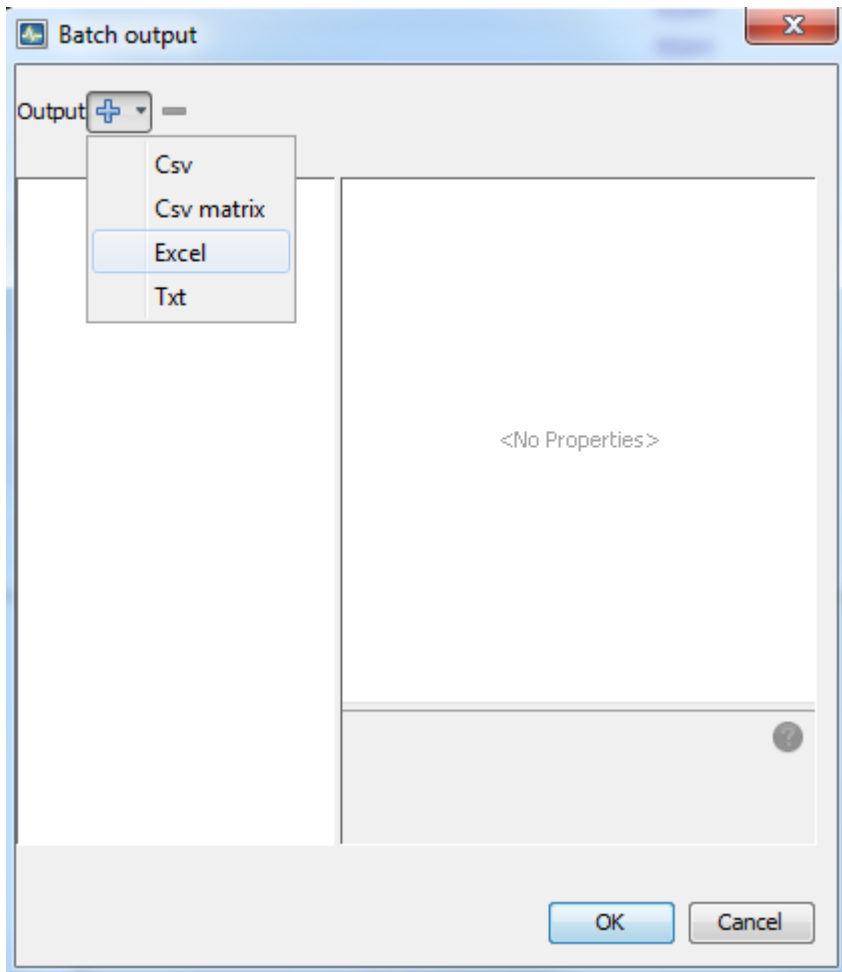 Batch output
Output
Csv
Csv matrix
Excel
Txt
<No Properties>
?
OK
Cancel